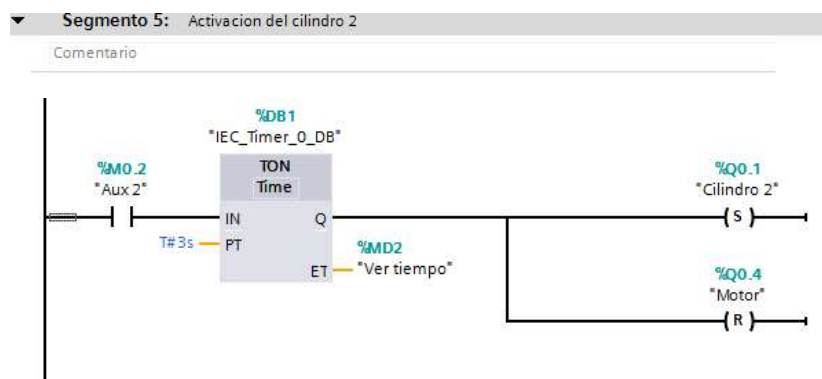 Segmento 5: Activacion del cilindro 2
Comentario
%DB1
"IEC_Timer_0_DB"
%M0.2
"Aux 2"
TON
Time
%Q0.1
"Cilindro 2"
IN
Q
S
T#3s
PT
%MD2
ET
"Ver tiempo"
%Q0.4
"Motor"
R